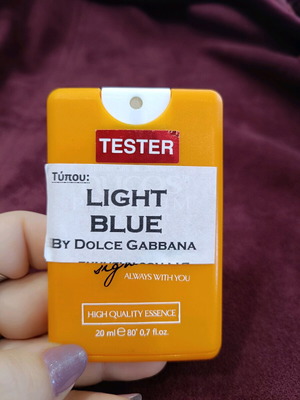 TESTER
Τύπου:
LIGHT
BLUE
By Dolce Gabbana
ALWAYS WITH YOU
HIGH QUALITY ESSENCE
20 ml ℮ 80° 0,7 fl.oz.